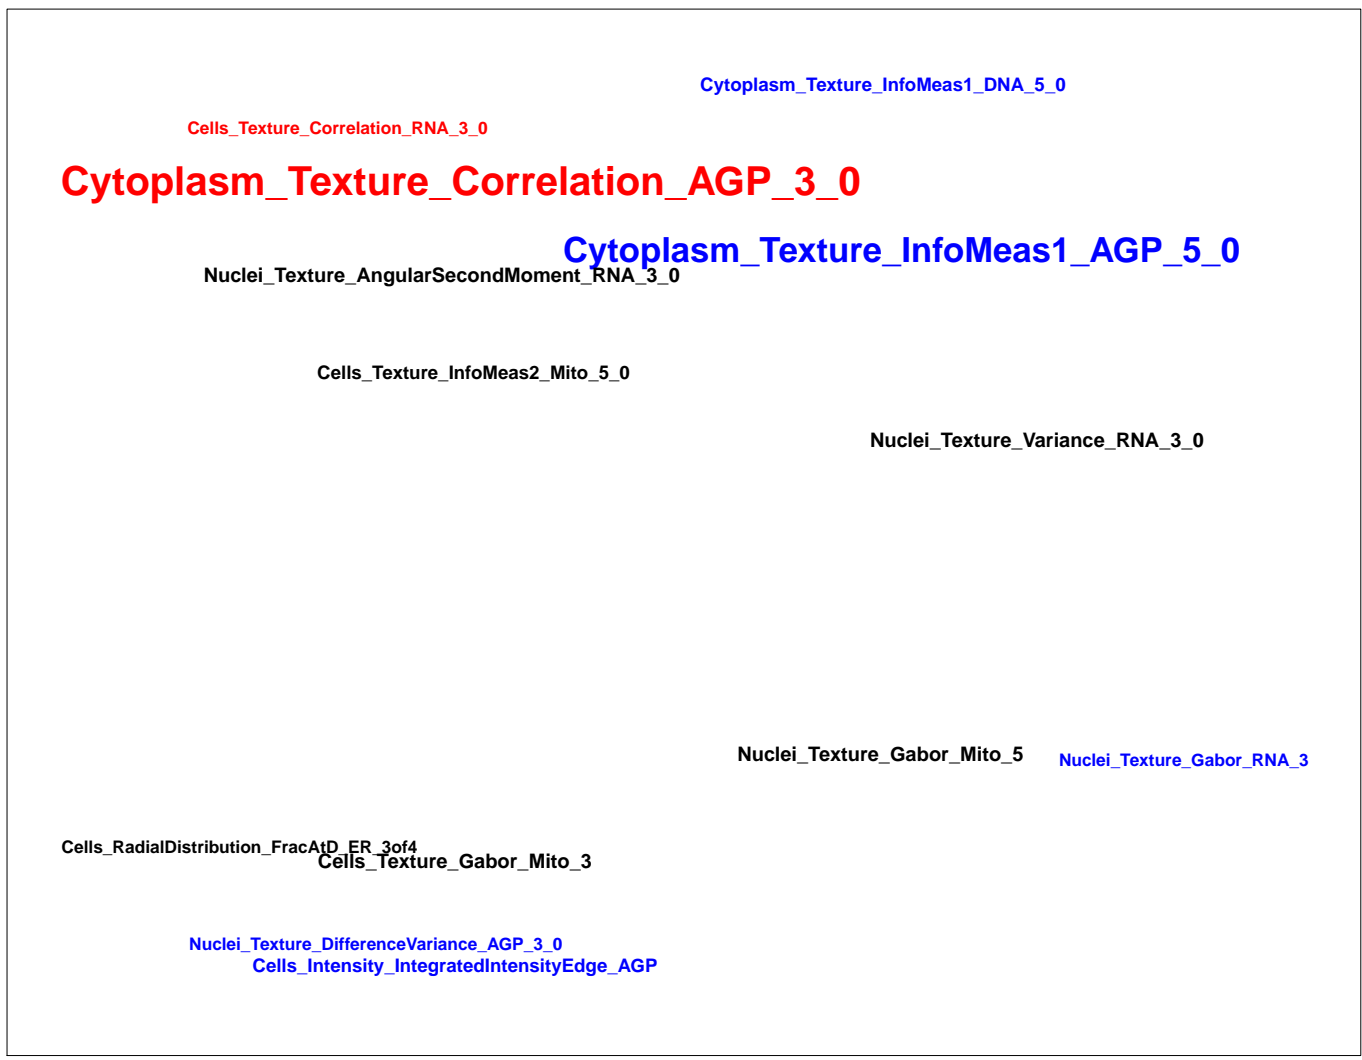 Cytoplasm_Texture_InfoMeas1_DNA_5_0
Cells_Texture_Correlation_RNA_3_0
Cytoplasm_Texture_Correlation_AGP_3_0
Cytoplasm_Texture_InfoMeas1_AGP_5_0
Nuclei_Texture_AngularSecondMoment_RNA_3_0
Cells_Texture_InfoMeas2_Mito_5_0
Nuclei_Texture_Variance_RNA_3_0
Nuclei_Texture_Gabor_Mito_5
Nuclei_Texture_Gabor_RNA_3
Cells_RadialDistribution_FracAtD_ER_3of4
Cells_Texture_Gabor_Mito_3
Nuclei_Texture_DifferenceVariance_AGP_3_0
Cells_Intensity_IntegratedIntensityEdge_AGP